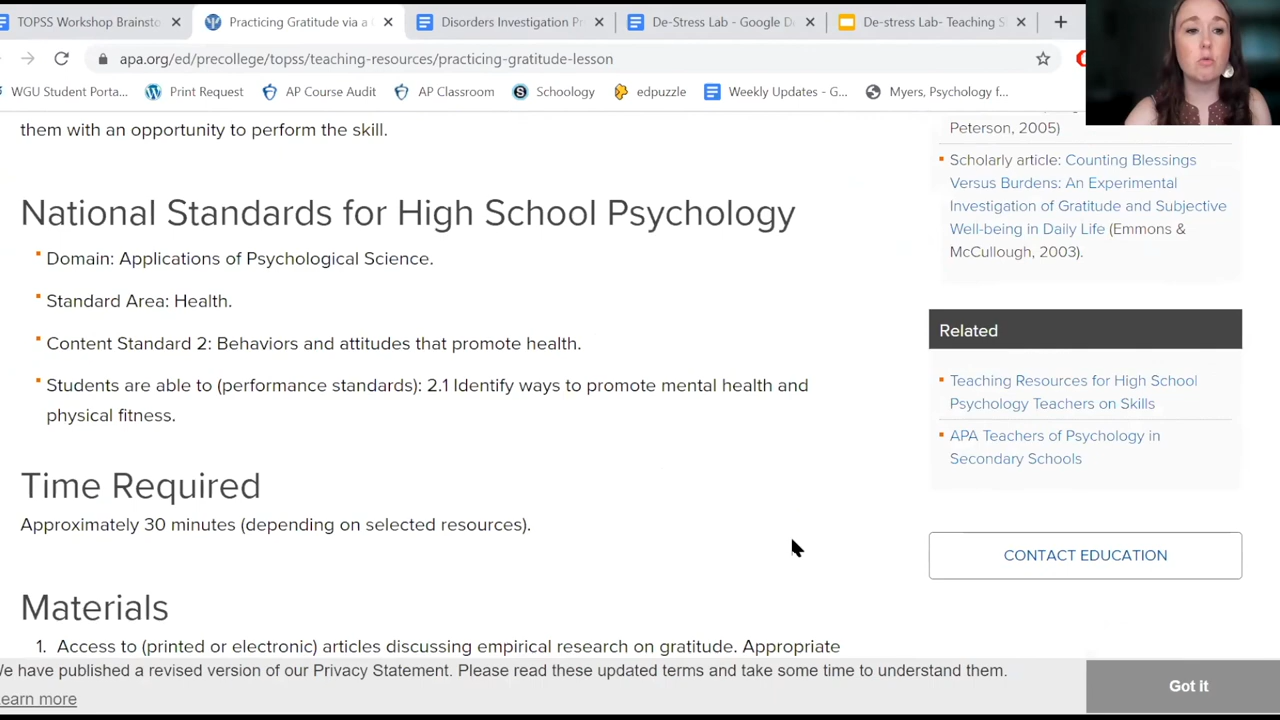 TOPSS Workshop Brainsto
Practicing Gratitude via a
Disorders Investigation Pr
De-Stress Lab - Google D
De-stress Lab- Teaching S
apa.org/ed/precollege/topss/teaching-resources/practicing-gratitude-lesson
WGU Student Porta...
Print Request
AP Course Audit
AP Classroom
Schoology
edpuzzle
Weekly Updates - G...
Myers, Psychology f...
them with an opportunity to perform the skill.
National Standards for High School Psychology
Domain: Applications of Psychological Science.
Standard Area: Health.
Content Standard 2: Behaviors and attitudes that promote health.
Students are able to (performance standards): 2.1 Identify ways to promote mental health and
physical fitness.
Time Required
Approximately 30 minutes (depending on selected resources).
Materials
1. Access to (printed or electronic) articles discussing empirical research on gratitude. Appropriate
Peterson, 2005)
Scholarly article: Counting Blessings
Versus Burdens: An Experimental
Investigation of Gratitude and Subjective
Well-being in Daily Life (Emmons &
McCullough, 2003).
Related
Teaching Resources for High School
Psychology Teachers on Skills
APA Teachers of Psychology in
Secondary Schools
CONTACT EDUCATION
We have published a revised version of our Privacy Statement. Please read these updated terms and take some time to understand them.
Learn more
Got it